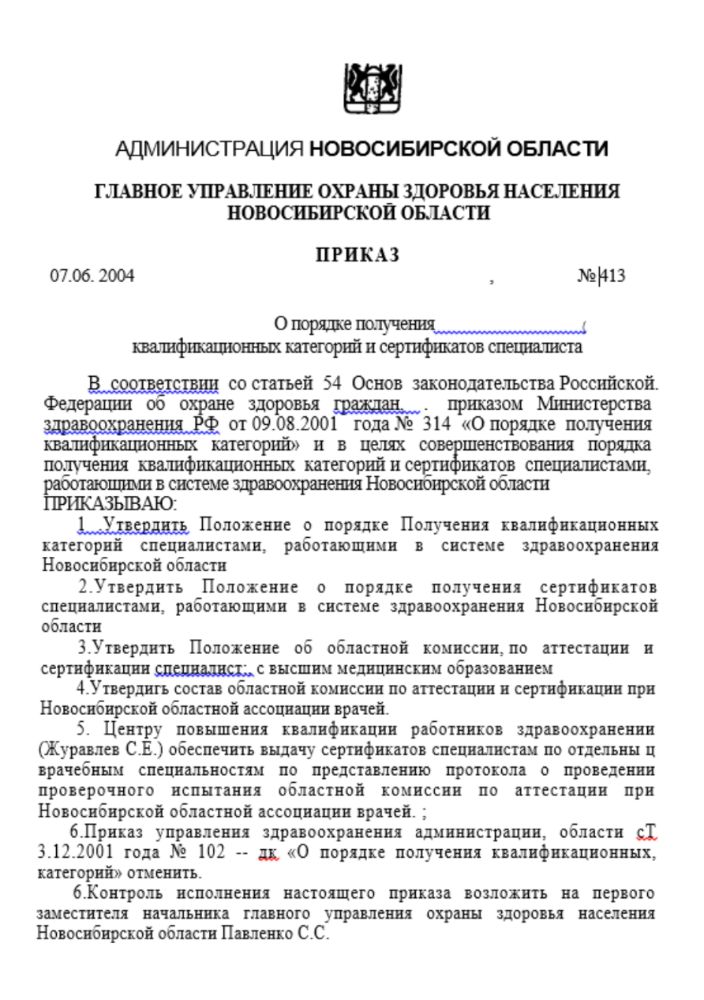 АДМИНИСТРАЦИЯ НОВОСИБИРСКОЙ ОБЛАСТИ
ГЛАВНОЕ УПРАВЛЕНИЕ ОХРАНЫ ЗДОРОВЬЯ НАСЕЛЕНИЯ
НОВОСИБИРСКОЙ ОБЛАСТИ
ПРИКАЗ
07.06. 2004 , №413
О порядке получения (
квалификационных категорий и сертификатов специалиста
В соответствии со статьей 54 Основ законодательства Российской.
Федерации об охране здоровья граждан. . приказом Министерства
здравоохранения РФ от 09.08.2001 года № 314 «О порядке получения
квалификационных категорий» и в целях совершенствования порядка
получения квалификационных категорий и сертификатов специалистами,
работающими в системе здравоохранения Новосибирской области
ПРИКАЗЫВАЮ:
1 .Утвердить Положение о порядке Получения квалификационных
категорий специалистами, работающими в системе здравоохранения
Новосибирской области
2.Утвердить Положение о порядке получения сертификатов
специалистами, работающими в системе здравоохранения Новосибирской
области
3.Утвердить Положение об областной комиссии, по аттестации и
сертификации специалист:. с высшим медицинским образованием
4.Утвердигь состав областной комиссии по аттестации и сертификации при
Новосибирской областной ассоциации врачей.
5. Центру повышения квалификации работников здравоохранении
(Журавлев С.Е.) обеспечить выдачу сертификатов специалистам по отдельны ц
врачебным специальностям по представлению протокола о проведении
проверочного испытания областной комиссии по аттестации при
Новосибирской областной ассоциации врачей. ;
6.Приказ управления здравоохранения администрации, области сТ
3.12.2001 года № 102 -- дк «О порядке получения квалификационных,
категорий» отменить.
6.Контроль исполнения настоящего приказа возложить на первого
заместителя начальника главного управления охраны здоровья населения
Новосибирской области Павленко С.С.